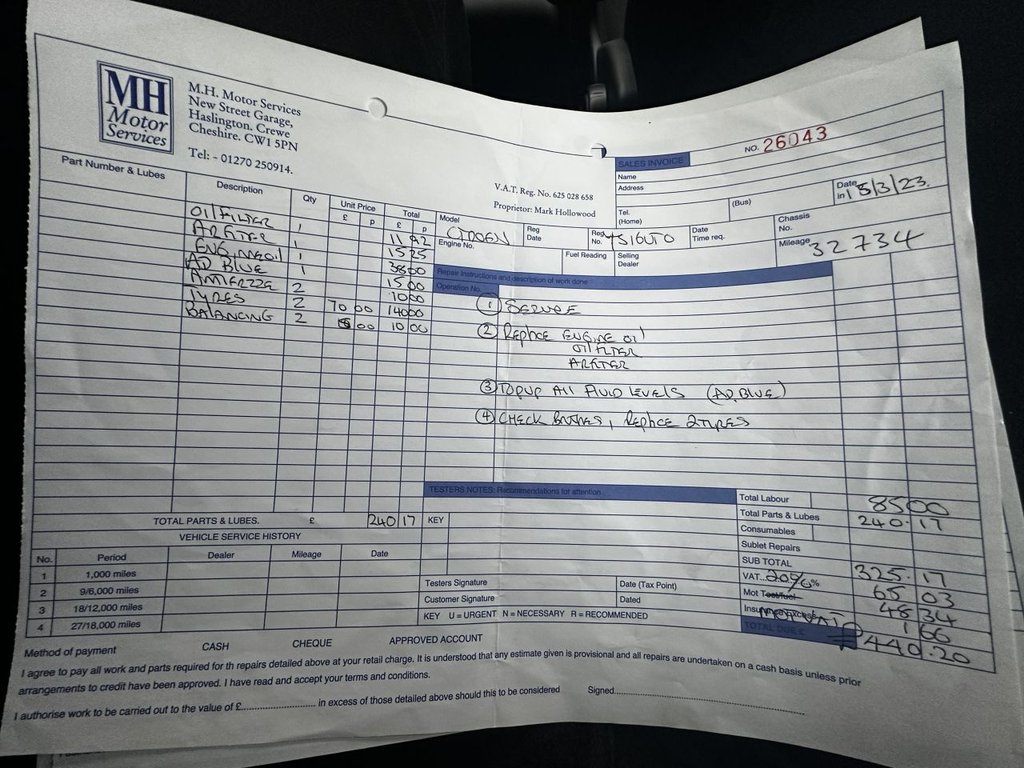 MH
Motor
Services
M.H. Motor Services
New Street Garage,
Haslington. Crewe
Cheshire. CW1 5PN
Tel: - 01270 250914.
V.A.T. Reg. No. 625 028 658
Proprietor: Mark Hollowood
SALES INVOICE
NO. 26043
Name
Address
Tel.
(Home)
(Bus)
Date in 15/3/23.
Model CITROEN
Reg Date
Reg No. YS16UTO
Date Time req.
Chassis No.
Engine No.
Fuel Reading
Selling Dealer
Mileage 32734
Part Number & Lubes Description Qty Unit Price £ p Total £ p
OIl FILTER 1 11 92
AIRFILTER 1 15 25
ENGINE OIl 1 38 00
AD BLUE 1 15 00
ANTIFREEZE 2 10 00
TYRES 2 70 00 140 00
BALANCING 2 5 00 10 00
Repair Instructions and description of work done
Operation No.
① SERVICE
② REPlACE ENGINE OIl
OIl FILTER
AIRFILTER
③ TOPUP All FLUID LEVELS (AD BLUE)
④ CHECK BRAKES, REPlACE 2 TYRES
TESTERS NOTES: Recommendations for attention
KEY
TOTAL PARTS & LUBES. £ 240 17
VEHICLE SERVICE HISTORY
No. Period Dealer Mileage Date
1 1,000 miles
2 9/6,000 miles
3 18/12,000 miles
4 27/18,000 miles
Testers Signature
Date (Tax Point)
Customer Signature
Dated
KEY U = URGENT N = NECESSARY R = RECOMMENDED
Total Labour 85 00
Total Parts & Lubes 240.17
Consumables
Sublet Repairs
SUB TOTAL 325.17
VAT. 20% % 65 03
Mot 48 34
1 66
TOTAL DUE £ 440.20
Method of payment CASH CHEQUE APPROVED ACCOUNT
I agree to pay all work and parts required for th repairs detailed above at your retail charge. It is understood that any estimate given is provisional and all repairs are undertaken on a cash basis unless prior
arrangements to credit have been approved. I have read and accept your terms and conditions.
I authorise work to be carried out to the value of £.......................... in excess of those detailed above should this to be considered Signed..................................................